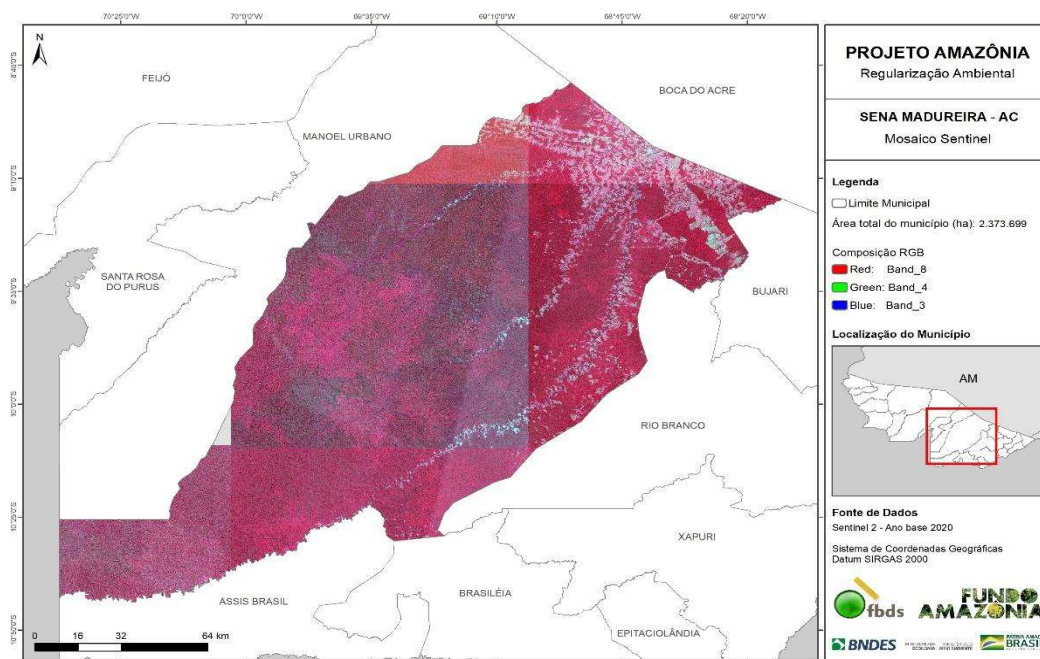 70°25'0"W 70°0'0"W 69°35'0"W 69°10'0"W 68°45'0"W 68°20'0"W
N
FEIJÓ
MANOEL URBANO
BOCA DO ACRE
SANTA ROSA
DO PURUS
BUJARI
RIO BRANCO
XAPURI
ASSIS BRASIL
BRASILÉIA
EPITACIOLÂNDIA
0 16 32 64 km
PROJETO AMAZÔNIA
Regularização Ambiental
SENA MADUREIRA - AC
Mosaico Sentinel
Legenda
Limite Municipal
Área total do município (ha): 2.373.699
Composição RGB
Red: Band_8
Green: Band_4
Blue: Band_3
Localização do Município
AM
Fonte de Dados
Sentinel 2 - Ano base 2020
Sistema de Coordenadas Geográficas
Datum SIRGAS 2000
fbds
FUNDO
AMAZÔNIA
BNDES
PÁTRIA AMADA
BRASIL